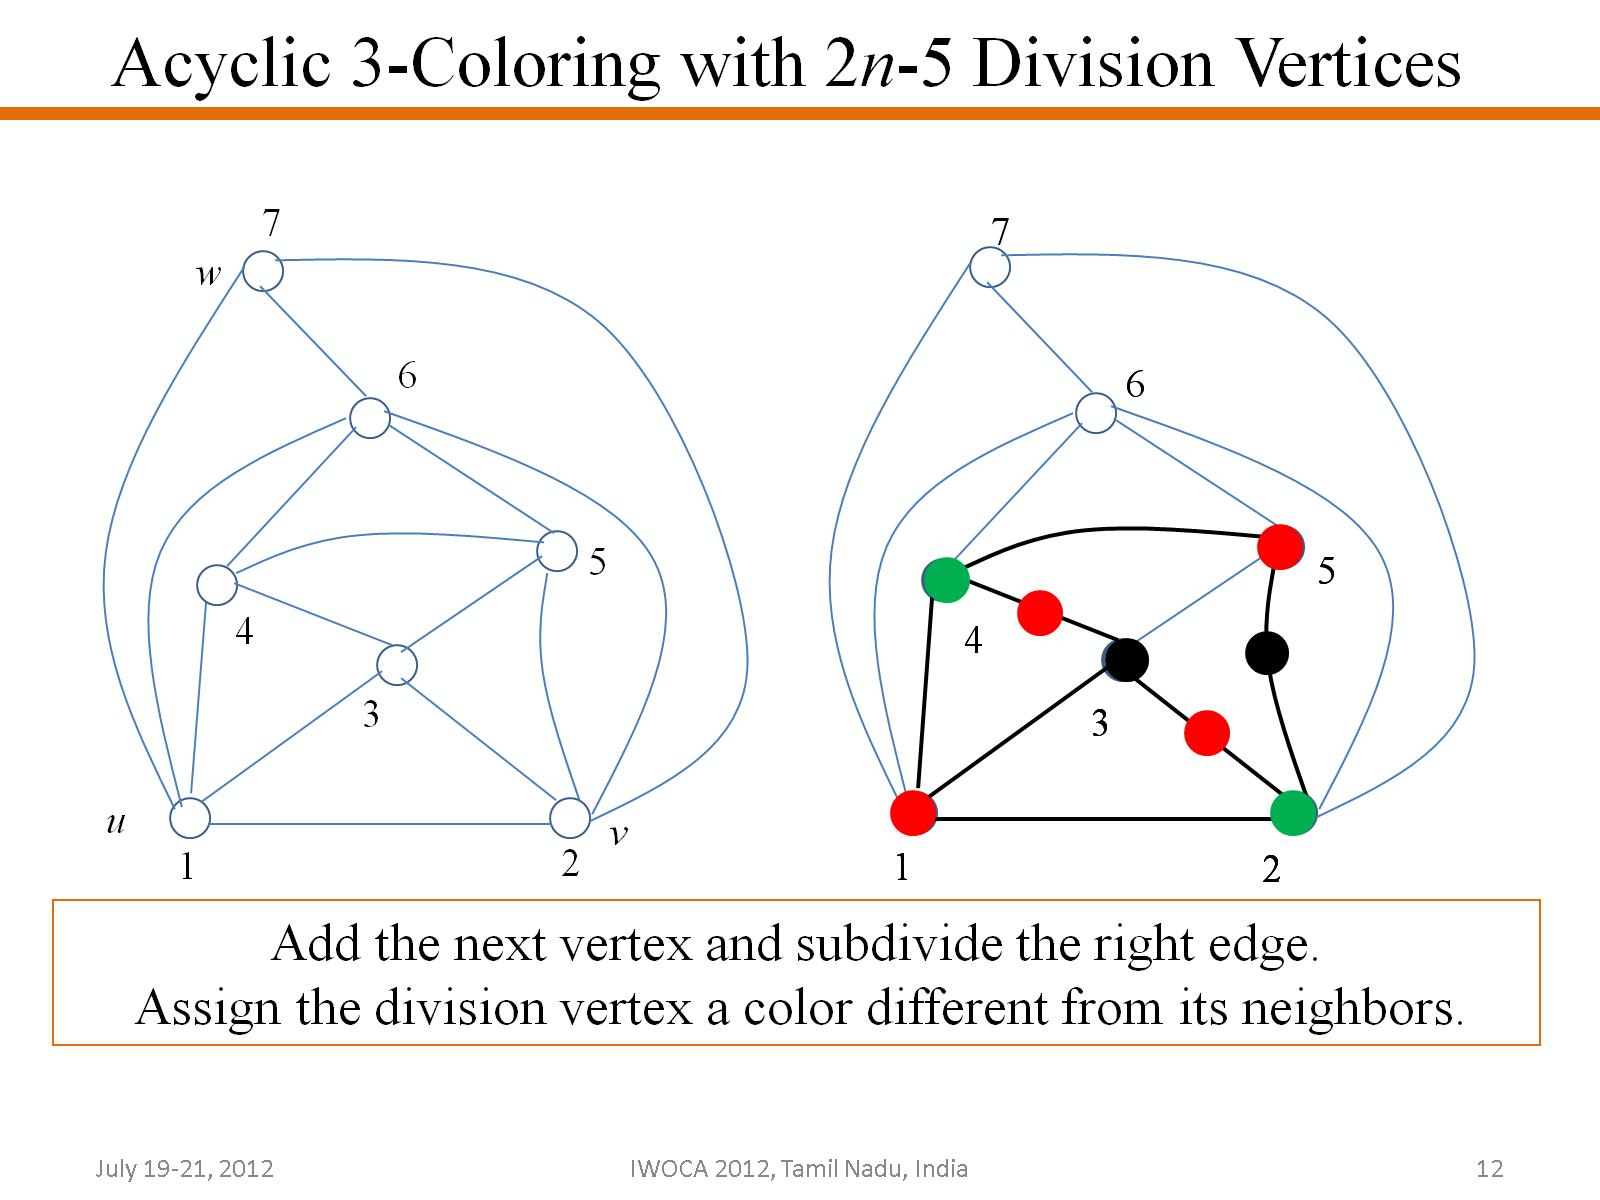 Acyclic 3-Coloring with 2n-5 Division Vertices
7
w
6
5
4
3
u
v
1
2
7
6
5
4
3
1
2
Add the next vertex and subdivide the right edge.
Assign the division vertex a color different from its neighbors.
July 19-21, 2012
IWOCA 2012, Tamil Nadu, India
12